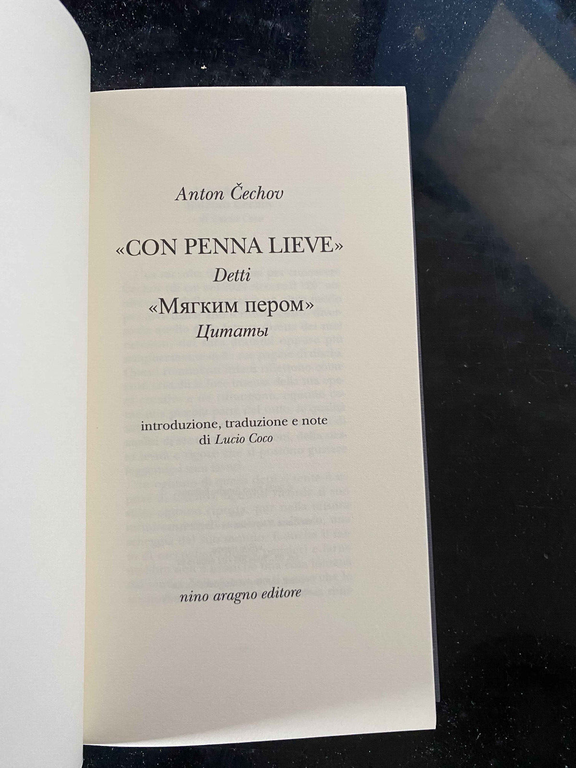 Anton Čechov
«CON PENNA LIEVE»
Detti
«Мягким пером»
Цитаты
introduzione, traduzione e note
di Lucio Coco
nino aragno editore